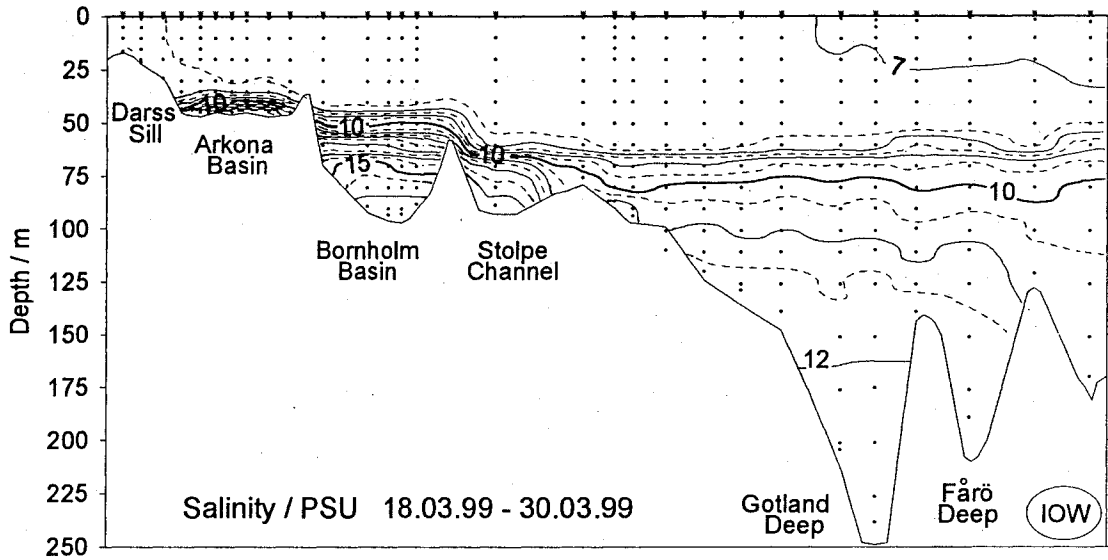 0
25
50
75
100
125
150
175
200
225
250
Depth / m
Darss
Sill
Arkona
Basin
Bornholm
Basin
Stolpe
Channel
Gotland
Deep
Fårö
Deep
10
10
15
10
7
10
12
Salinity / PSU 18.03.99 - 30.03.99
IOW